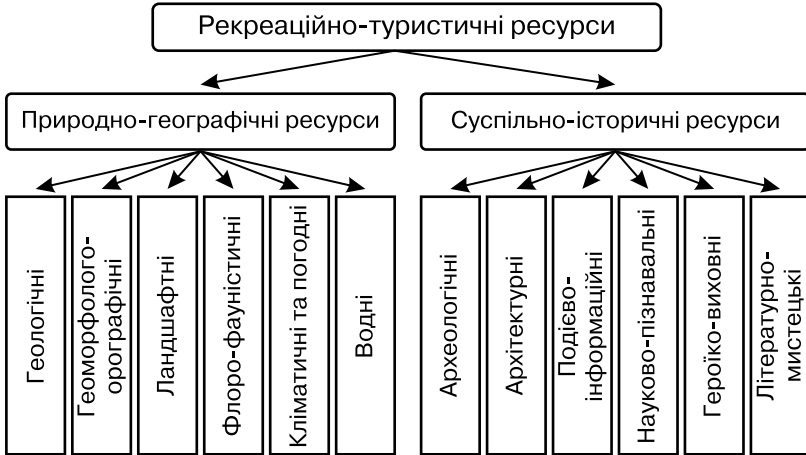 Рекреаційно-туристичні ресурси
Природно-географічні ресурси
Суспільно-історичні ресурси
Геологічні
Геоморфолого-
орографічні
Ландшафтні
Флоро-фауністичні
Кліматичні та погодні
Водні
Археологічні
Архітектурні
Подієво-
інформаційні
Науково-пізнавальні
Героїко-виховні
Літературно-
мистецькі